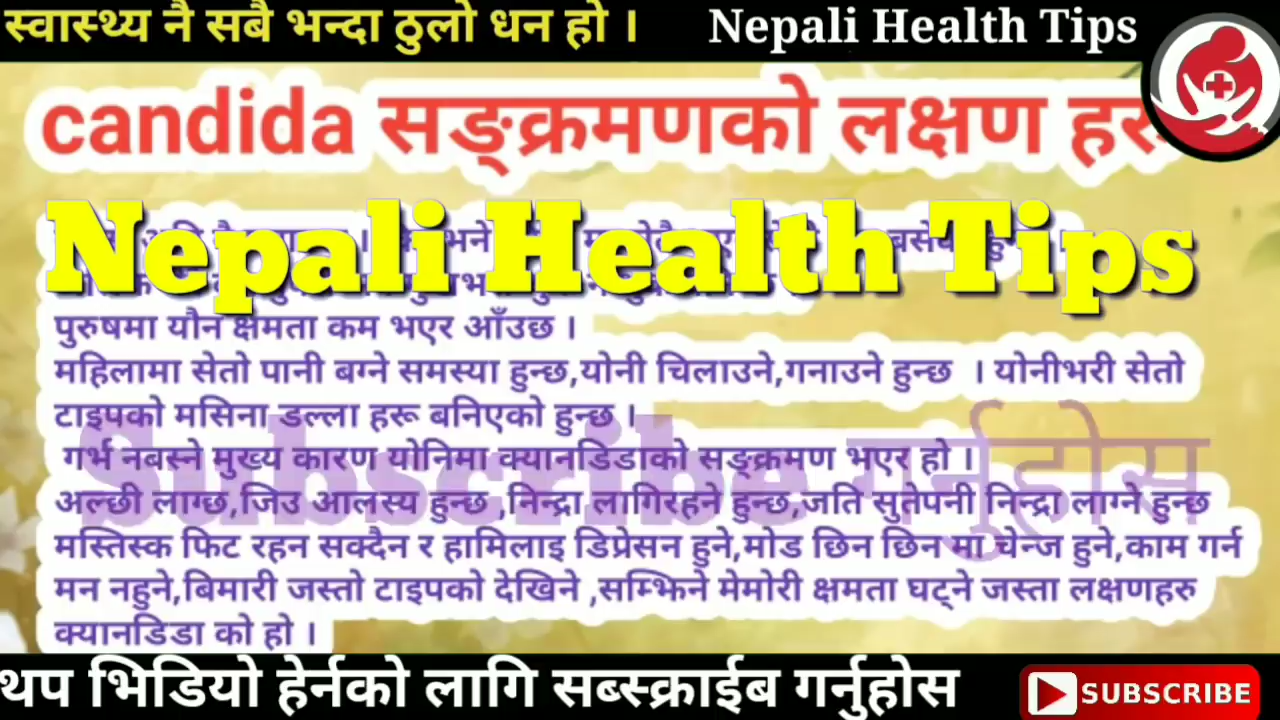 स्वास्थ्य नै सबै भन्दा ठुलो धन हो । Nepali Health Tips
candida सङ्क्रमणको लक्षण हरु
Nepali Health Tips
पुरुषमा यौन क्षमता कम भएर आँउछ ।
महिलामा सेतो पानी बग्ने समस्या हुन्छ,योनी चिलाउने,गनाउने हुन्छ । योनीभरी सेतो
टाइपको मसिना डल्ला हरू बनिएको हुन्छ ।
Subscribe गर्नुहोस
गर्भ नबस्ने मुख्य कारण योनिमा क्यानडिडाको सङ्क्रमण भएर हो ।
अल्छी लाग्छ,जिउ आलस्य हुन्छ ,निन्द्रा लागिरहने हुन्छ,जति सुतेपनी निन्द्रा लाग्ने हुन्छ
मस्तिस्क फिट रहन सक्दैन र हामिलाइ डिप्रेसन हुने,मोड छिन छिन मा चेन्ज हुने,काम गर्न
मन नहुने,बिमारी जस्तो टाइपको देखिने ,सम्झिने मेमोरी क्षमता घट्ने जस्ता लक्षणहरु
क्यानडिडा को हो ।
थप भिडियो हेर्नको लागि सब्स्क्राईब गर्नुहोस
SUBSCRIBE